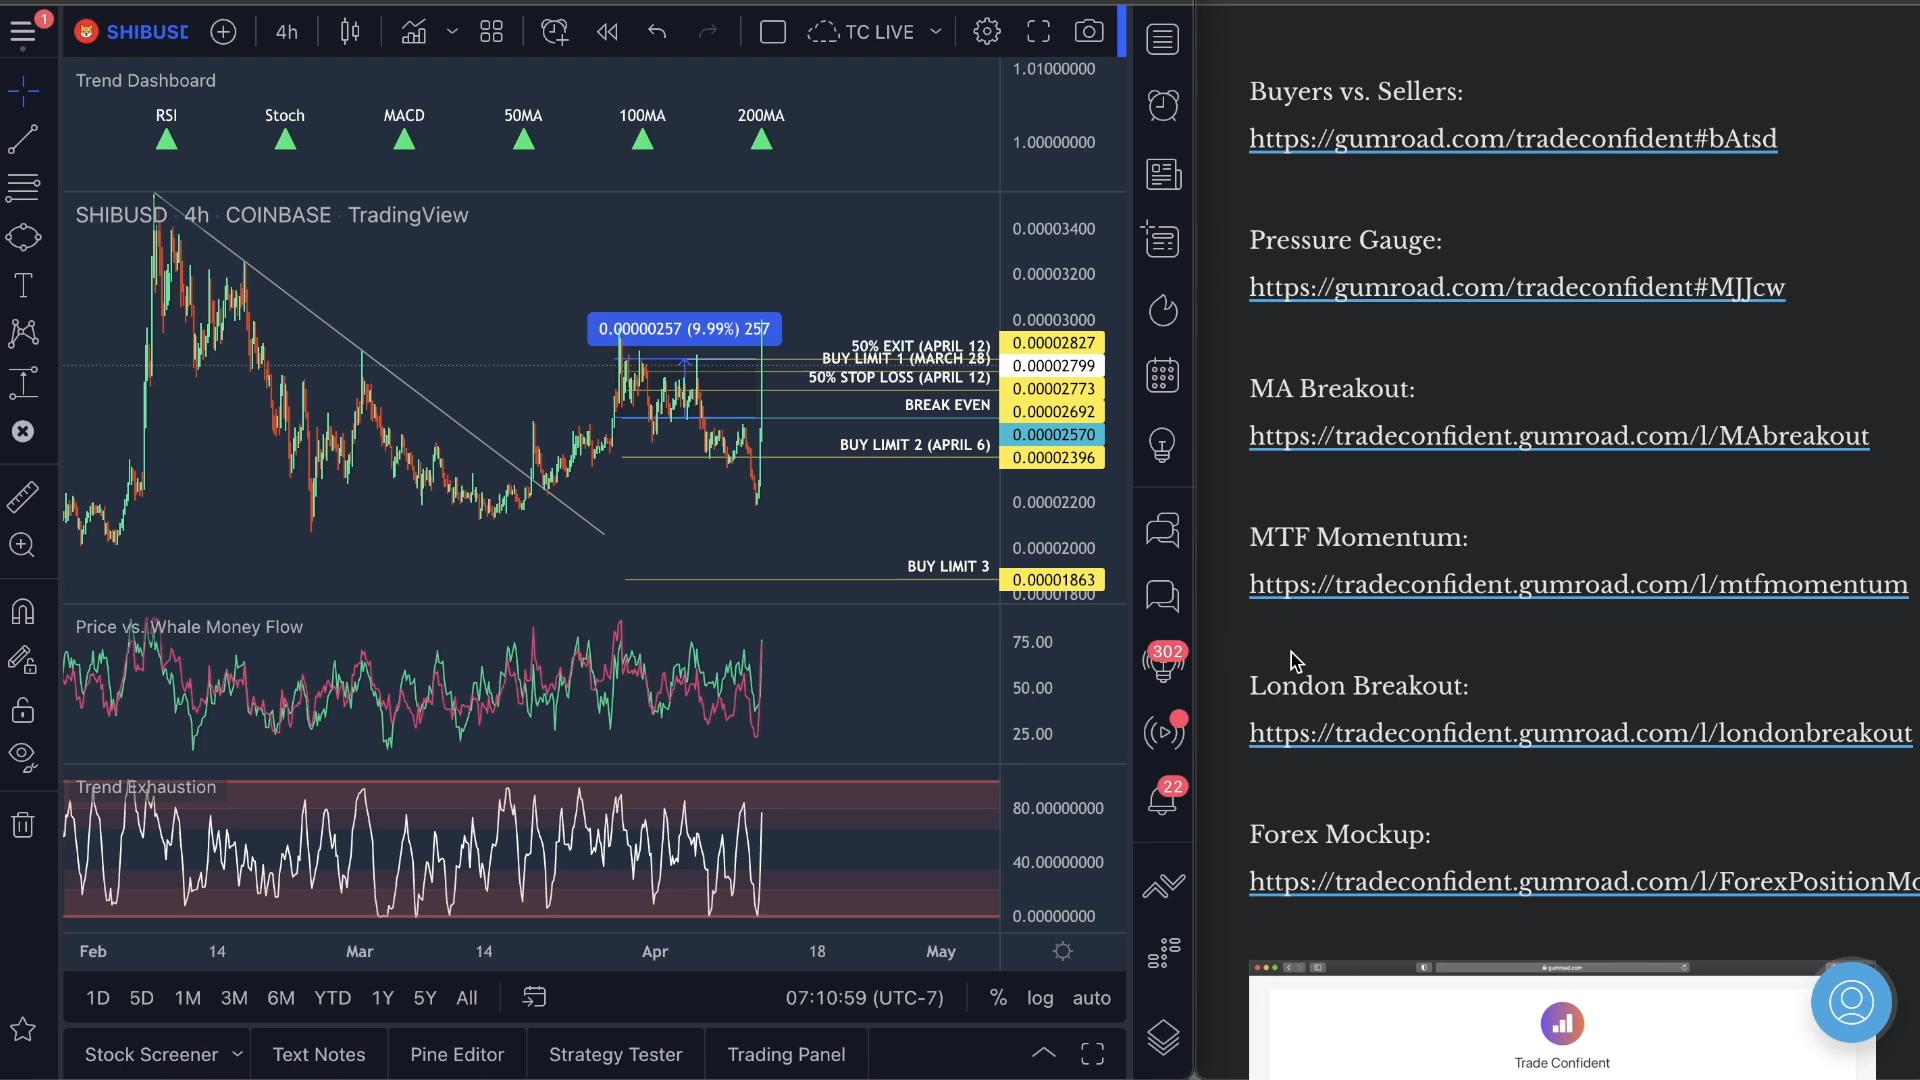 1
SHIBUSD
4h
TC LIVE
Trend Dashboard
RSI
Stoch
MACD
50MA
100MA
200MA
1.01000000
1.00000000
SHIBUSD · 4h · COINBASE · TradingView
0.00003400
0.00003200
0.00003000
0.00000257 (9.99%) 257
50% EXIT (APRIL 12)
0.00002827
BUY LIMIT 1 (MARCH 28)
0.00002799
50% STOP LOSS (APRIL 12)
0.00002773
BREAK EVEN
0.00002692
0.00002570
BUY LIMIT 2 (APRIL 6)
0.00002396
0.00002200
0.00002000
BUY LIMIT 3
0.00001863
0.00001800
Price vs. Whale Money Flow
75.00
50.00
25.00
Trend Exhaustion
80.00000000
40.00000000
0.00000000
Feb
14
Mar
14
Apr
18
May
1D
5D
1M
3M
6M
YTD
1Y
5Y
All
07:10:59 (UTC-7)
%
log
auto
Stock Screener
Text Notes
Pine Editor
Strategy Tester
Trading Panel
302
22
Buyers vs. Sellers:
https://gumroad.com/tradeconfident#bAtsd
Pressure Gauge:
https://gumroad.com/tradeconfident#MJJcw
MA Breakout:
https://tradeconfident.gumroad.com/l/MAbreakout
MTF Momentum:
https://tradeconfident.gumroad.com/l/mtfmomentum
London Breakout:
https://tradeconfident.gumroad.com/l/londonbreakout
Forex Mockup:
https://tradeconfident.gumroad.com/l/ForexPositionMo
gumroad.com
Trade Confident